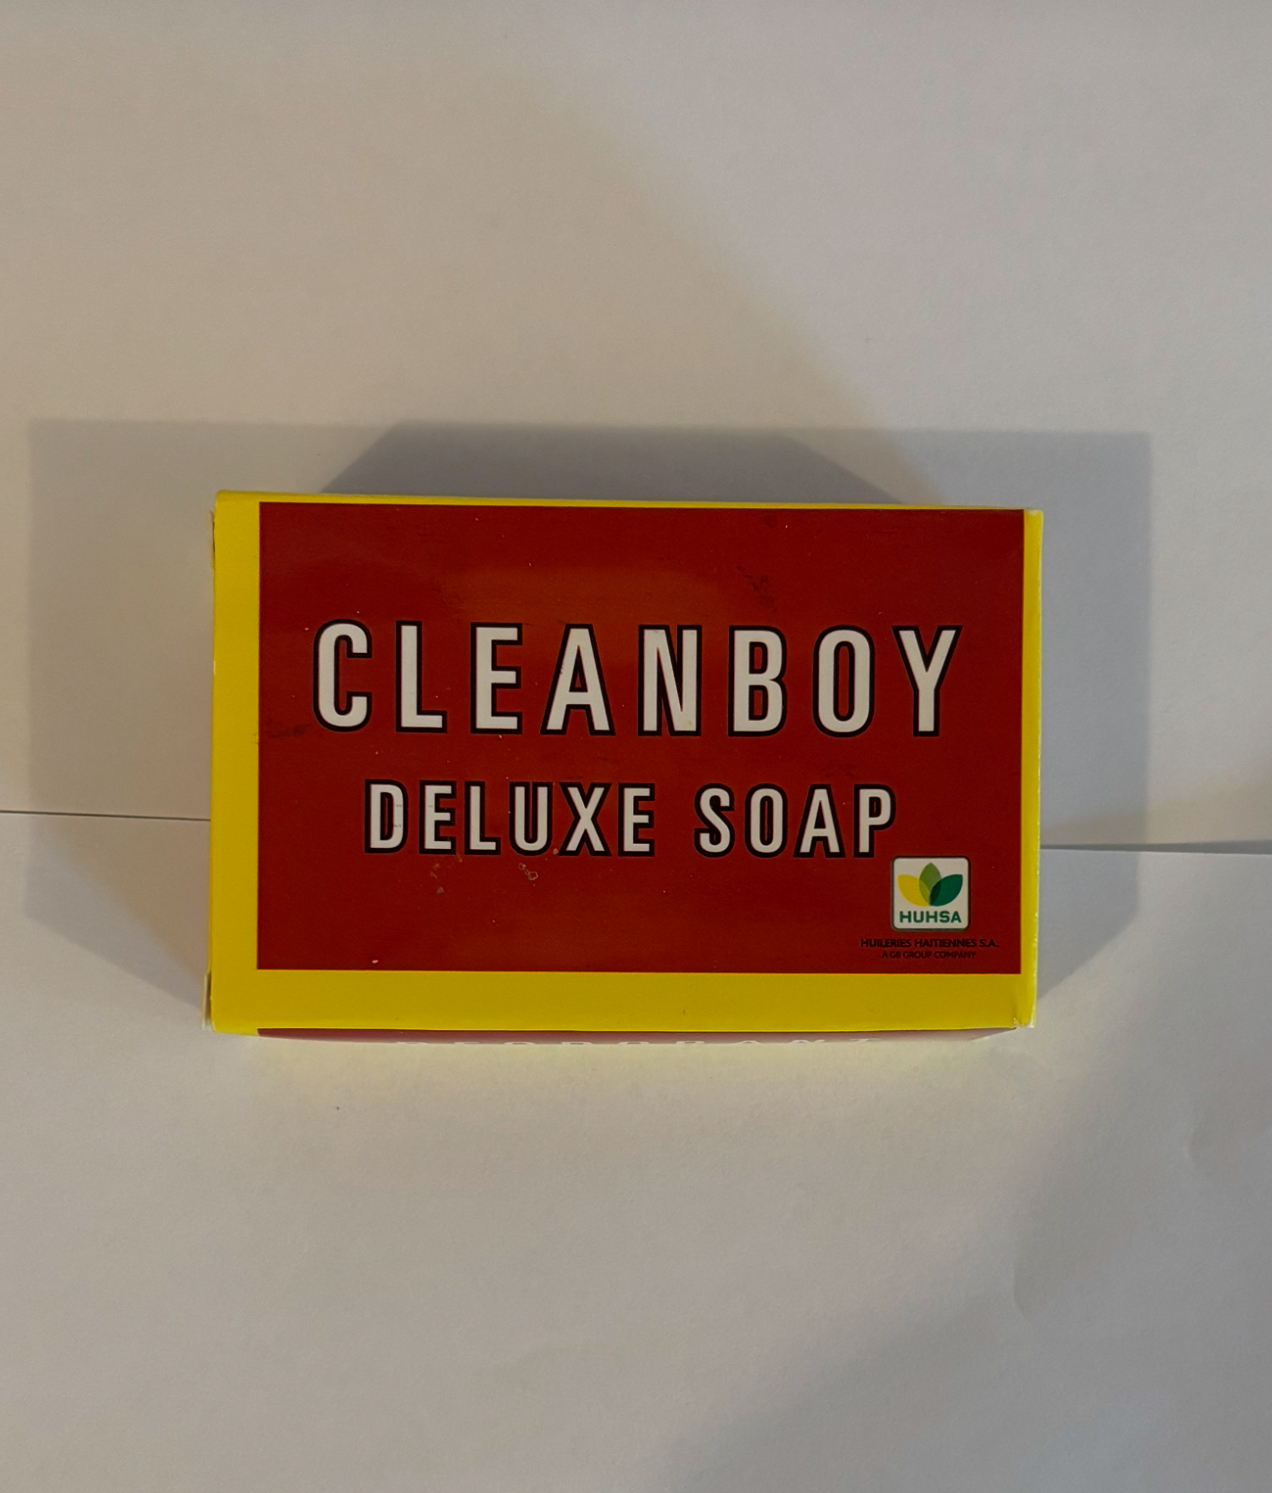 CLEANBOY
DELUXE SOAP
HUHSA
HUILERIES HAITIENNES S.A.
A GB GROUP COMPANY